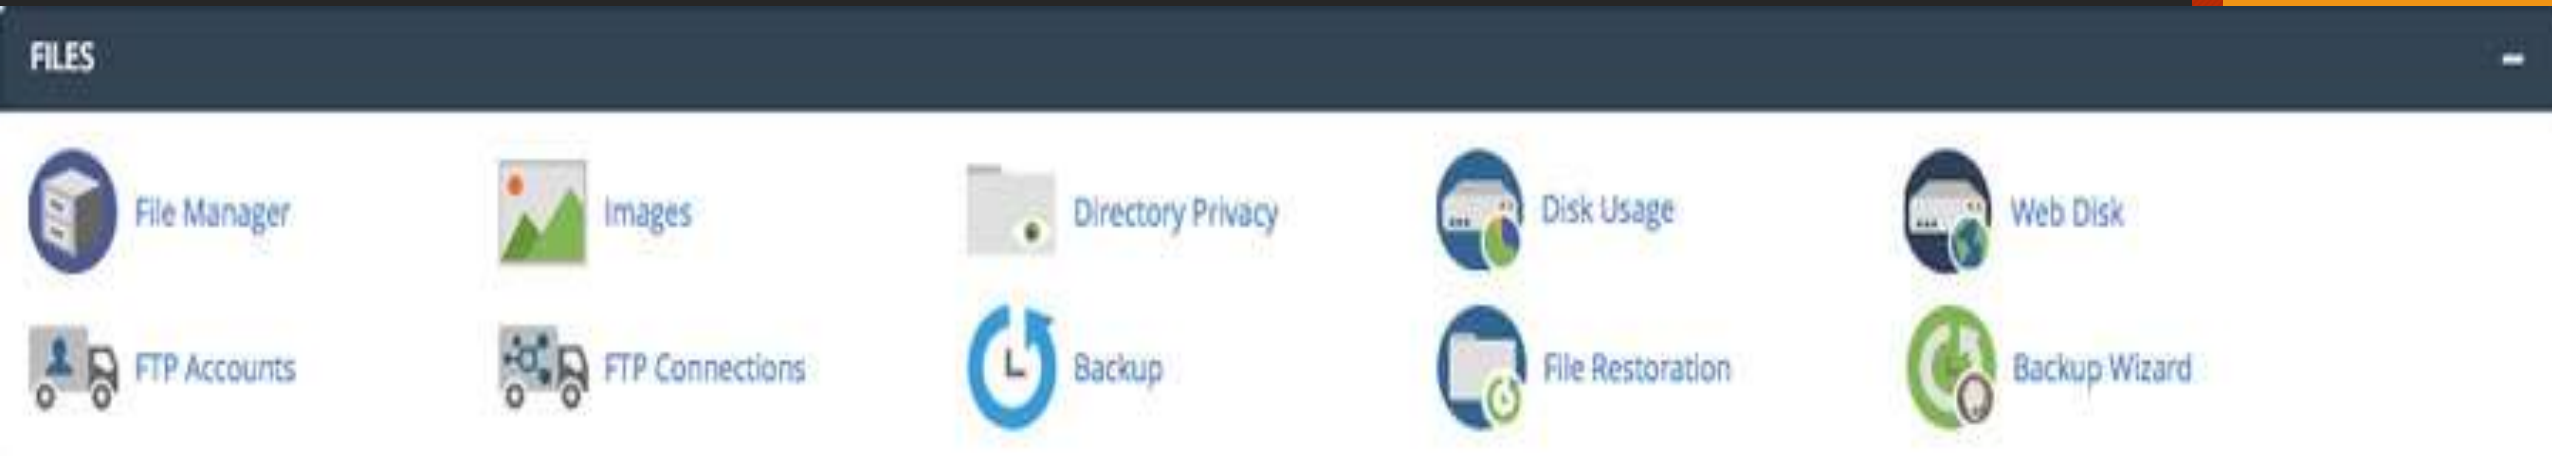 FILES
File Manager Images Directory Privacy Disk Usage Web Disk
FTP Accounts FTP Connections Backup File Restoration Backup Wizard